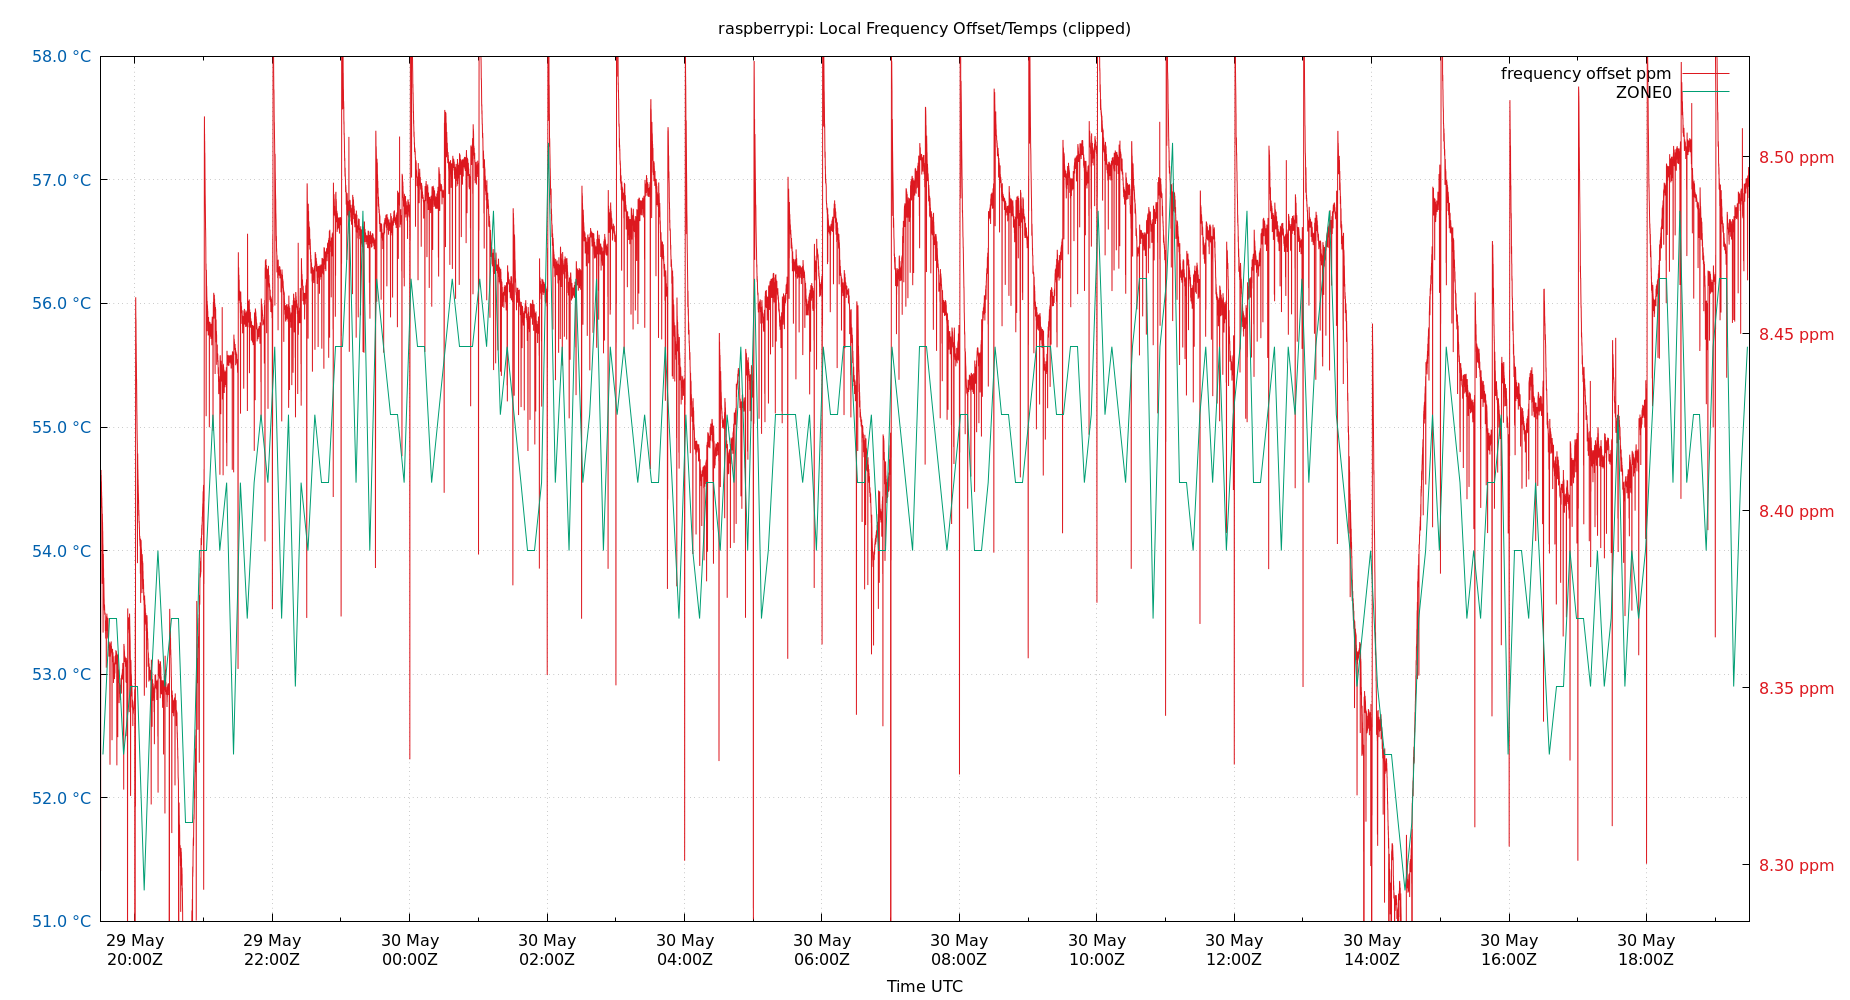 raspberrypi: Local Frequency Offset/Temps (clipped)
58.0 °C
57.0 °C
56.0 °C
55.0 °C
54.0 °C
53.0 °C
52.0 °C
51.0 °C
frequency offset ppm
ZONE0
8.50 ppm
8.45 ppm
8.40 ppm
8.35 ppm
8.30 ppm
29 May 29 May 30 May 30 May 30 May 30 May 30 May 30 May 30 May 30 May 30 May 30 May
20:00Z 22:00Z 00:00Z 02:00Z 04:00Z 06:00Z 08:00Z 10:00Z 12:00Z 14:00Z 16:00Z 18:00Z
Time UTC